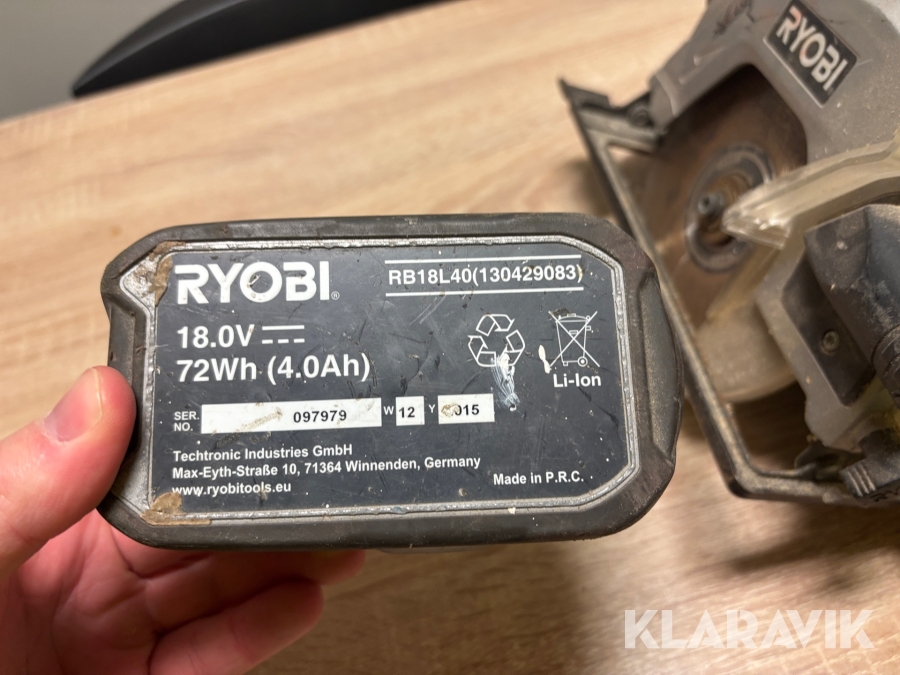 RYOBI
RYOBI®
RB18L40(130429083)
18.0V
72Wh (4.0Ah)
Li-Ion
SER. NO. 097979 W 12 Y 015
Techtronic Industries GmbH
Max-Eyth-Straße 10, 71364 Winnenden, Germany
www.ryobitools.eu
Made in P.R.C.
KLARAVIK